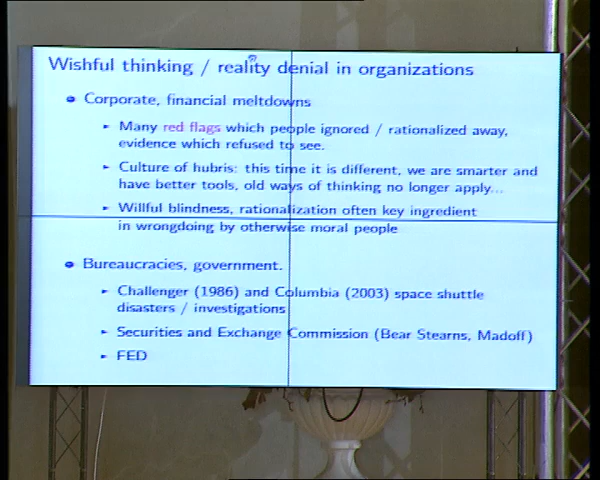 Wishful thinking / reality denial in organizations
Corporate, financial meltdowns
Many red flags which people ignored / rationalized away,
evidence which refused to see.
Culture of hubris: this time it is different, we are smarter and
have better tools, old ways of thinking no longer apply...
Willful blindness, rationalization often key ingredient
in wrongdoing by otherwise moral people
Bureaucracies, government.
Challenger (1986) and Columbia (2003) space shuttle
disasters / investigations
Securities and Exchange Commission (Bear Stearns, Madoff)
FED